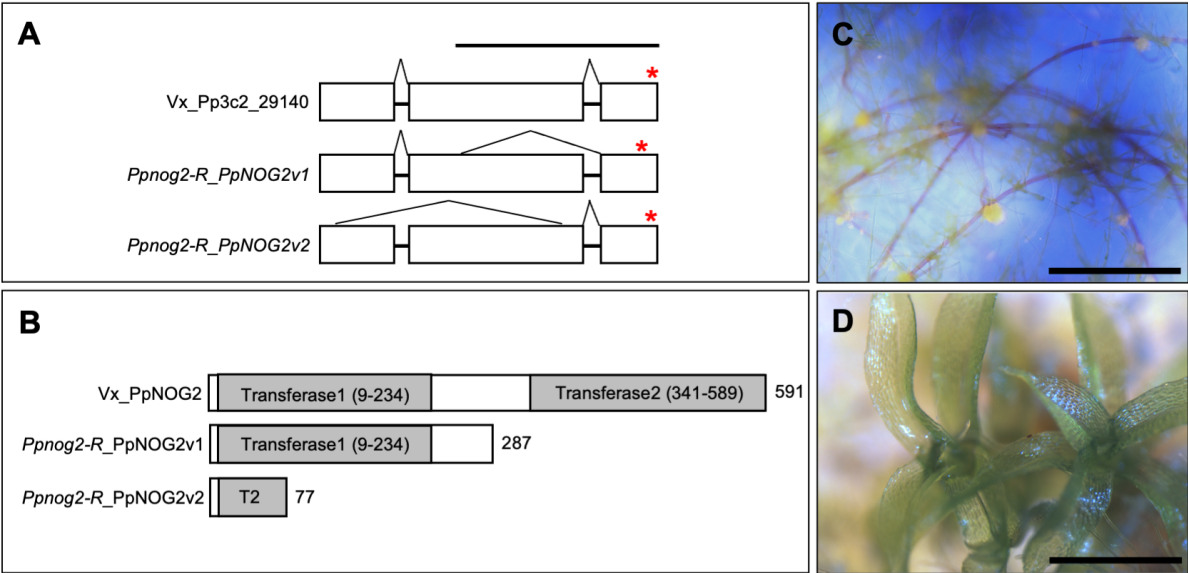 A
*
Vx_Pp3c2_29140
*
Ppnog2-R_PpNOG2v1
*
Ppnog2-R_PpNOG2v2
B
Vx_PpNOG2 Transferase1 (9-234) Transferase2 (341-589) 591
Ppnog2-R_PpNOG2v1 Transferase1 (9-234) 287
Ppnog2-R_PpNOG2v2 T2 77
C
D